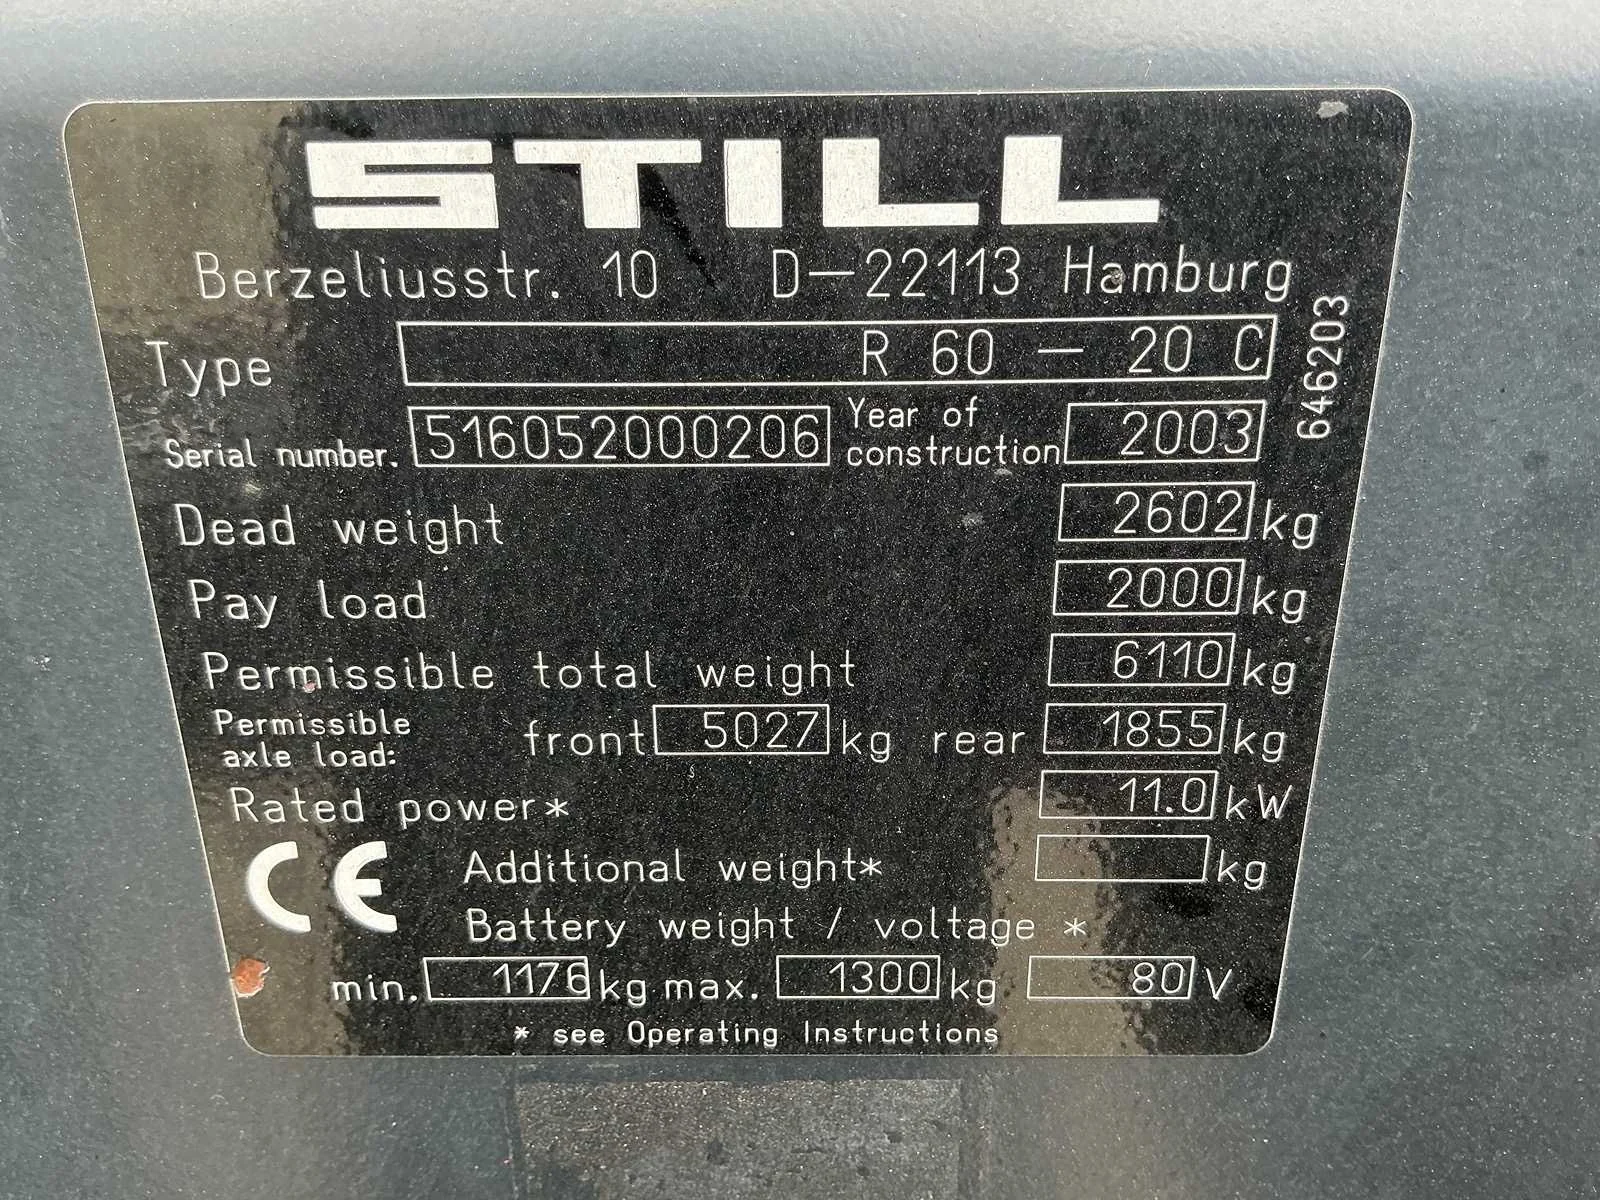 STILL
Berzeliusstr. 10 D-22113 Hamburg
Type R 60 - 20 C
646203
Serial number. 516052000206 Year of construction 2003
Dead weight 2602 kg
Pay load 2000 kg
Permissible total weight 6110 kg
Permissible axle load: front 5027 kg rear 1855 kg
Rated power* 11.0 kW
CE Additional weight* kg
Battery weight / voltage *
min. 1176 kg max. 1300 kg 80 V
* see Operating Instructions